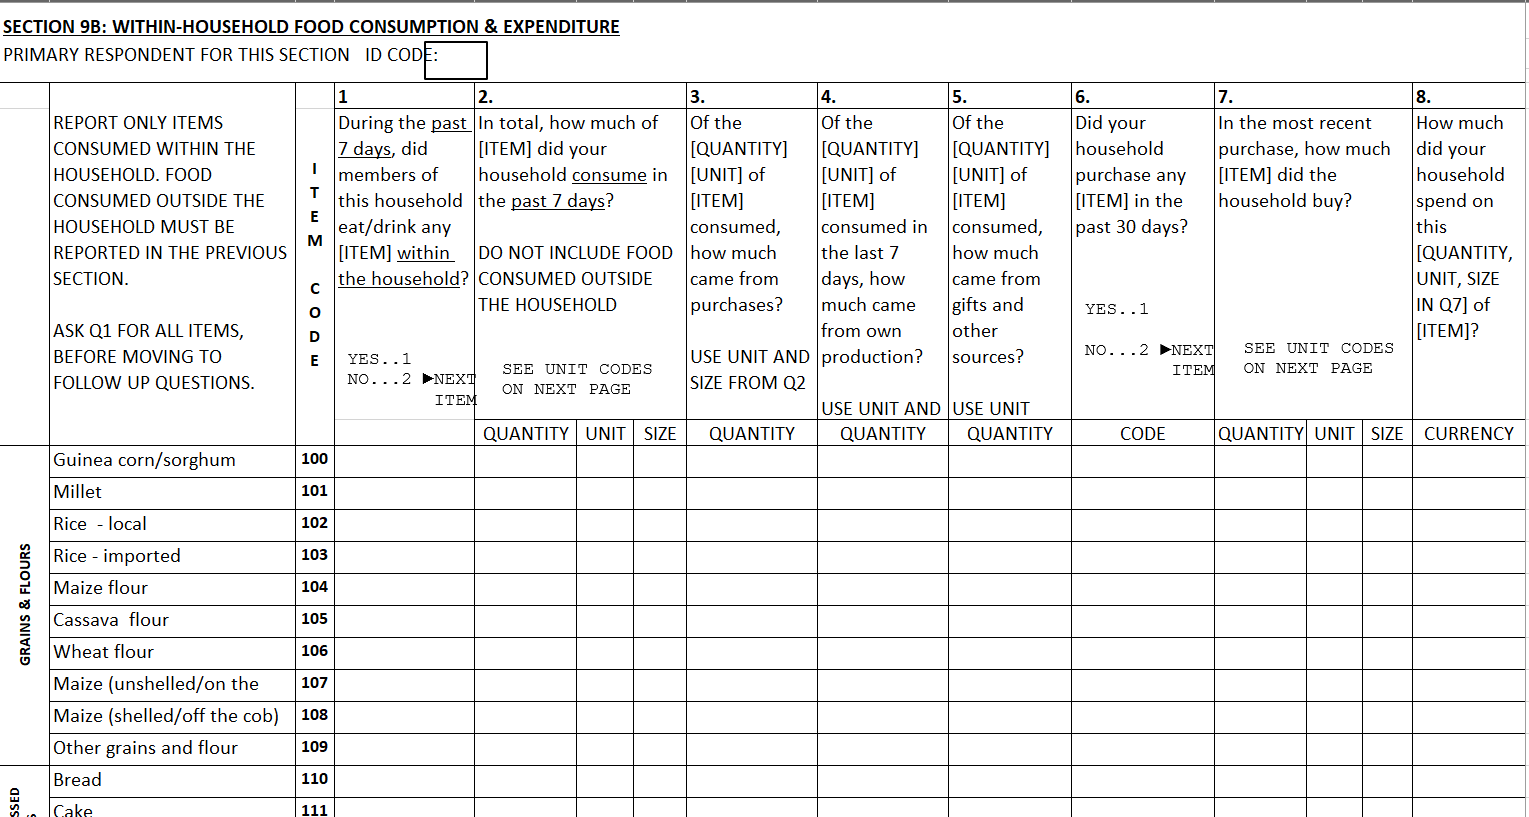 SECTION 9B: WITHIN-HOUSEHOLD FOOD CONSUMPTION & EXPENDITURE
PRIMARY RESPONDENT FOR THIS SECTION   ID CODE:
REPORT ONLY ITEMS
CONSUMED WITHIN THE
HOUSEHOLD. FOOD
CONSUMED OUTSIDE THE
HOUSEHOLD MUST BE
REPORTED IN THE PREVIOUS
SECTION.
ASK Q1 FOR ALL ITEMS,
BEFORE MOVING TO
FOLLOW UP QUESTIONS.
ITEM CODE
1
During the past
7 days, did
members of
this household
eat/drink any
[ITEM] within
the household?
YES..1
NO...2 ►NEXT
ITEM
2.
In total, how much of
[ITEM] did your
household consume in
the past 7 days?
DO NOT INCLUDE FOOD
CONSUMED OUTSIDE
THE HOUSEHOLD
SEE UNIT CODES
ON NEXT PAGE
QUANTITY UNIT SIZE
3.
Of the
[QUANTITY]
[UNIT] of
[ITEM]
consumed,
how much
came from
purchases?
USE UNIT AND
SIZE FROM Q2
QUANTITY
4.
Of the
[QUANTITY]
[UNIT] of
[ITEM]
consumed in
the last 7
days, how
much came
from own
production?
USE UNIT AND
QUANTITY
5.
Of the
[QUANTITY]
[UNIT] of
[ITEM]
consumed,
how much
came from
gifts and
other
sources?
USE UNIT
QUANTITY
6.
Did your
household
purchase any
[ITEM] in the
past 30 days?
YES..1
NO...2 ►NEXT
ITEM
CODE
7.
In the most recent
purchase, how much
[ITEM] did the
household buy?
SEE UNIT CODES
ON NEXT PAGE
QUANTITY UNIT SIZE
8.
How much
did your
household
spend on
this
[QUANTITY,
UNIT, SIZE
IN Q7] of
[ITEM]?
CURRENCY
GRAINS & FLOURS
Guinea corn/sorghum 100
Millet 101
Rice - local 102
Rice - imported 103
Maize flour 104
Cassava flour 105
Wheat flour 106
Maize (unshelled/on the 107
Maize (shelled/off the cob) 108
Other grains and flour 109
Bread 110
Cake 111